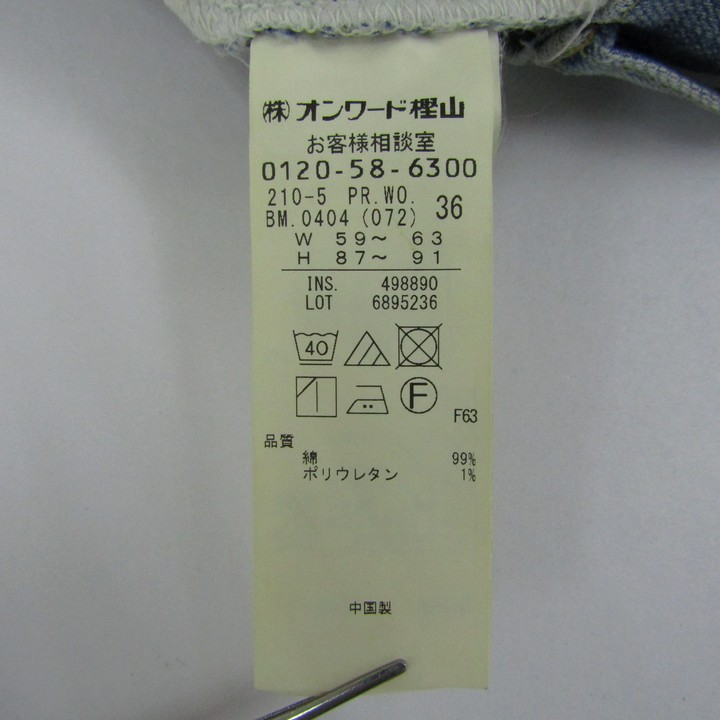 ㈱オンワード樫山
お客様相談室
0120-58-6300
210-5 PR.WO.
BM.0404(072) 36
W 59～ 63
H 87～ 91
INS. 498890
LOT 6895236
40
F
F63
品質
綿 99%
ポリウレタン 1%
中国製